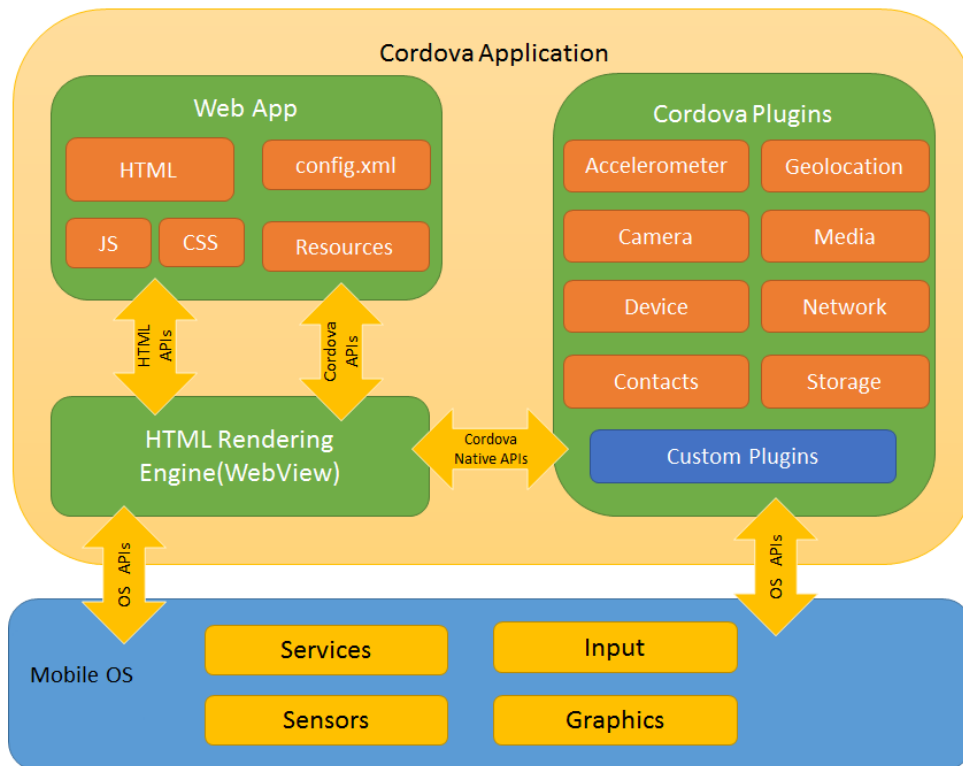 Cordova Application
Web App
HTML
config.xml
JS
CSS
Resources
HTML
APIs
Cordova
APIs
HTML Rendering
Engine(WebView)
Cordova
Native APIs
Cordova Plugins
Accelerometer
Geolocation
Camera
Media
Device
Network
Contacts
Storage
Custom Plugins
OS APIs
OS APIs
Mobile OS
Services
Input
Sensors
Graphics